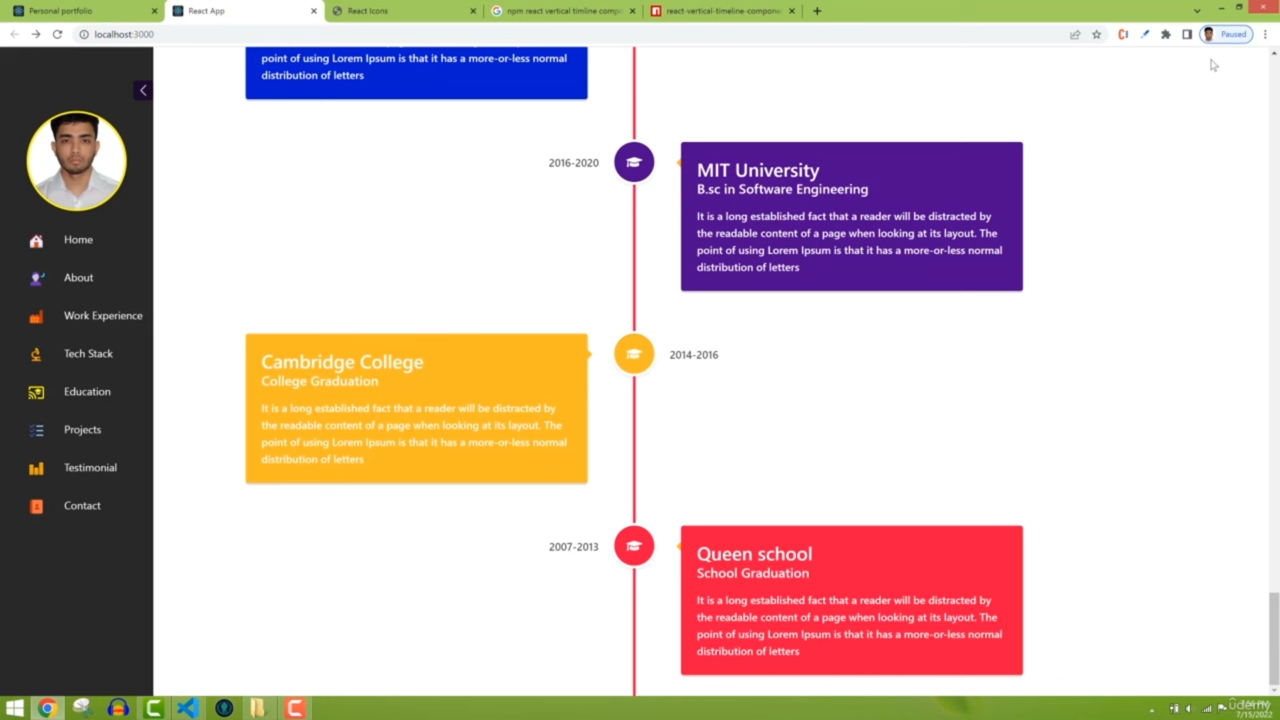 Personal portfolio
React App
React Icons
npm react vertical timline compo
react-vertical-timeline-compone
localhost:3000
Paused
point of using Lorem Ipsum is that it has a more-or-less normal
distribution of letters
2016-2020
MIT University
B.sc in Software Engineering
It is a long established fact that a reader will be distracted by
the readable content of a page when looking at its layout. The
point of using Lorem Ipsum is that it has a more-or-less normal
distribution of letters
Home
About
Work Experience
Tech Stack
Education
Projects
Testimonial
Contact
Cambridge College
College Graduation
It is a long established fact that a reader will be distracted by
the readable content of a page when looking at its layout. The
point of using Lorem Ipsum is that it has a more-or-less normal
distribution of letters
2014-2016
2007-2013
Queen school
School Graduation
It is a long established fact that a reader will be distracted by
the readable content of a page when looking at its layout. The
point of using Lorem Ipsum is that it has a more-or-less normal
distribution of letters
udemy
7/15/2022